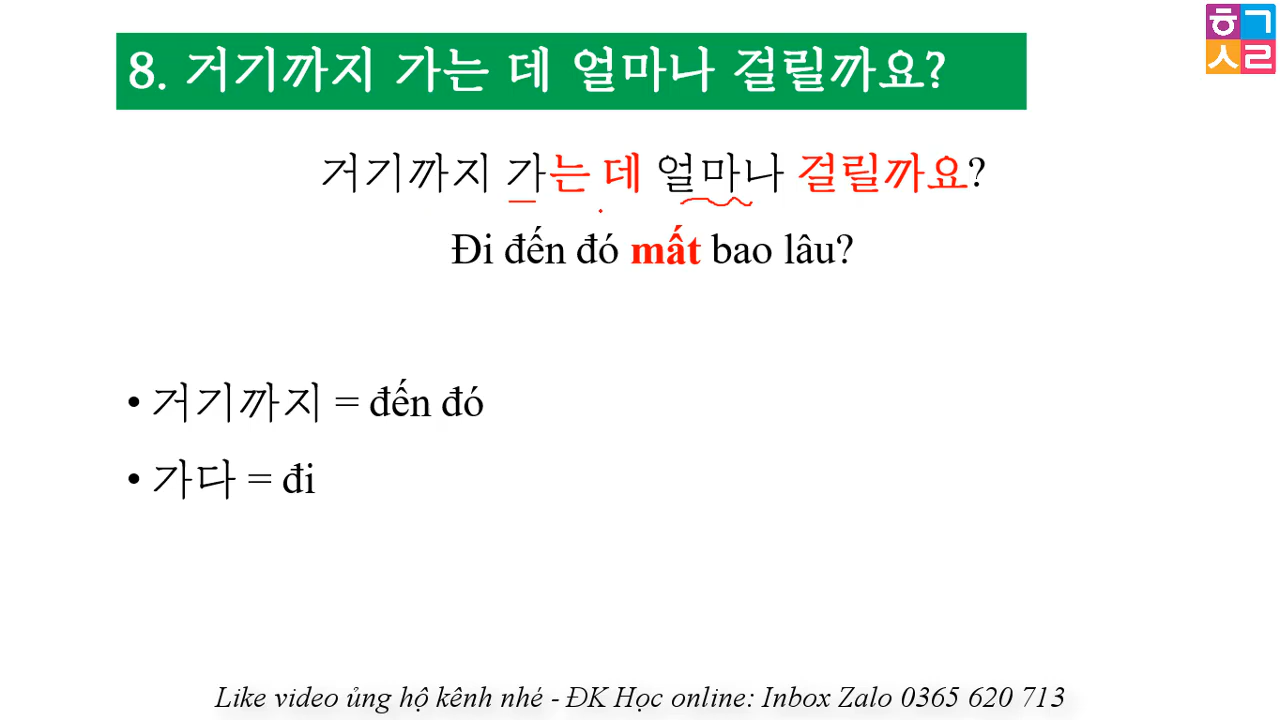 8. 거기까지 가는 데 얼마나 걸릴까요?
거기까지 가는 데 얼마나 걸릴까요?
Đi đến đó mất bao lâu?
• 거기까지 = đến đó
• 가다 = đi
Like video ủng hộ kênh nhé - ĐK Học online: Inbox Zalo 0365 620 713
ㅎㄱ
ㅅㄹ